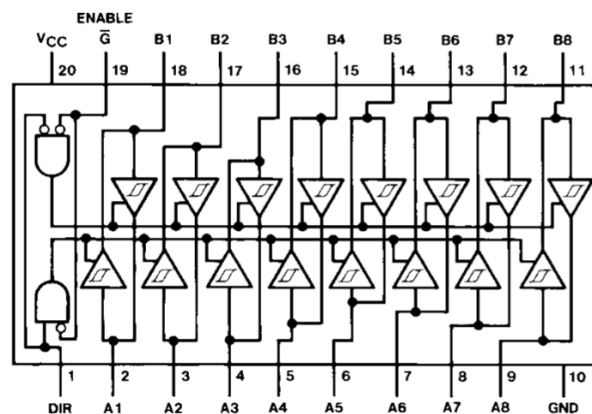 ENABLE
VCC G B1 B2 B3 B4 B5 B6 B7 B8
20 19 18 17 16 15 14 13 12 11
1 2 3 4 5 6 7 8 9 10
DIR A1 A2 A3 A4 A5 A6 A7 A8 GND